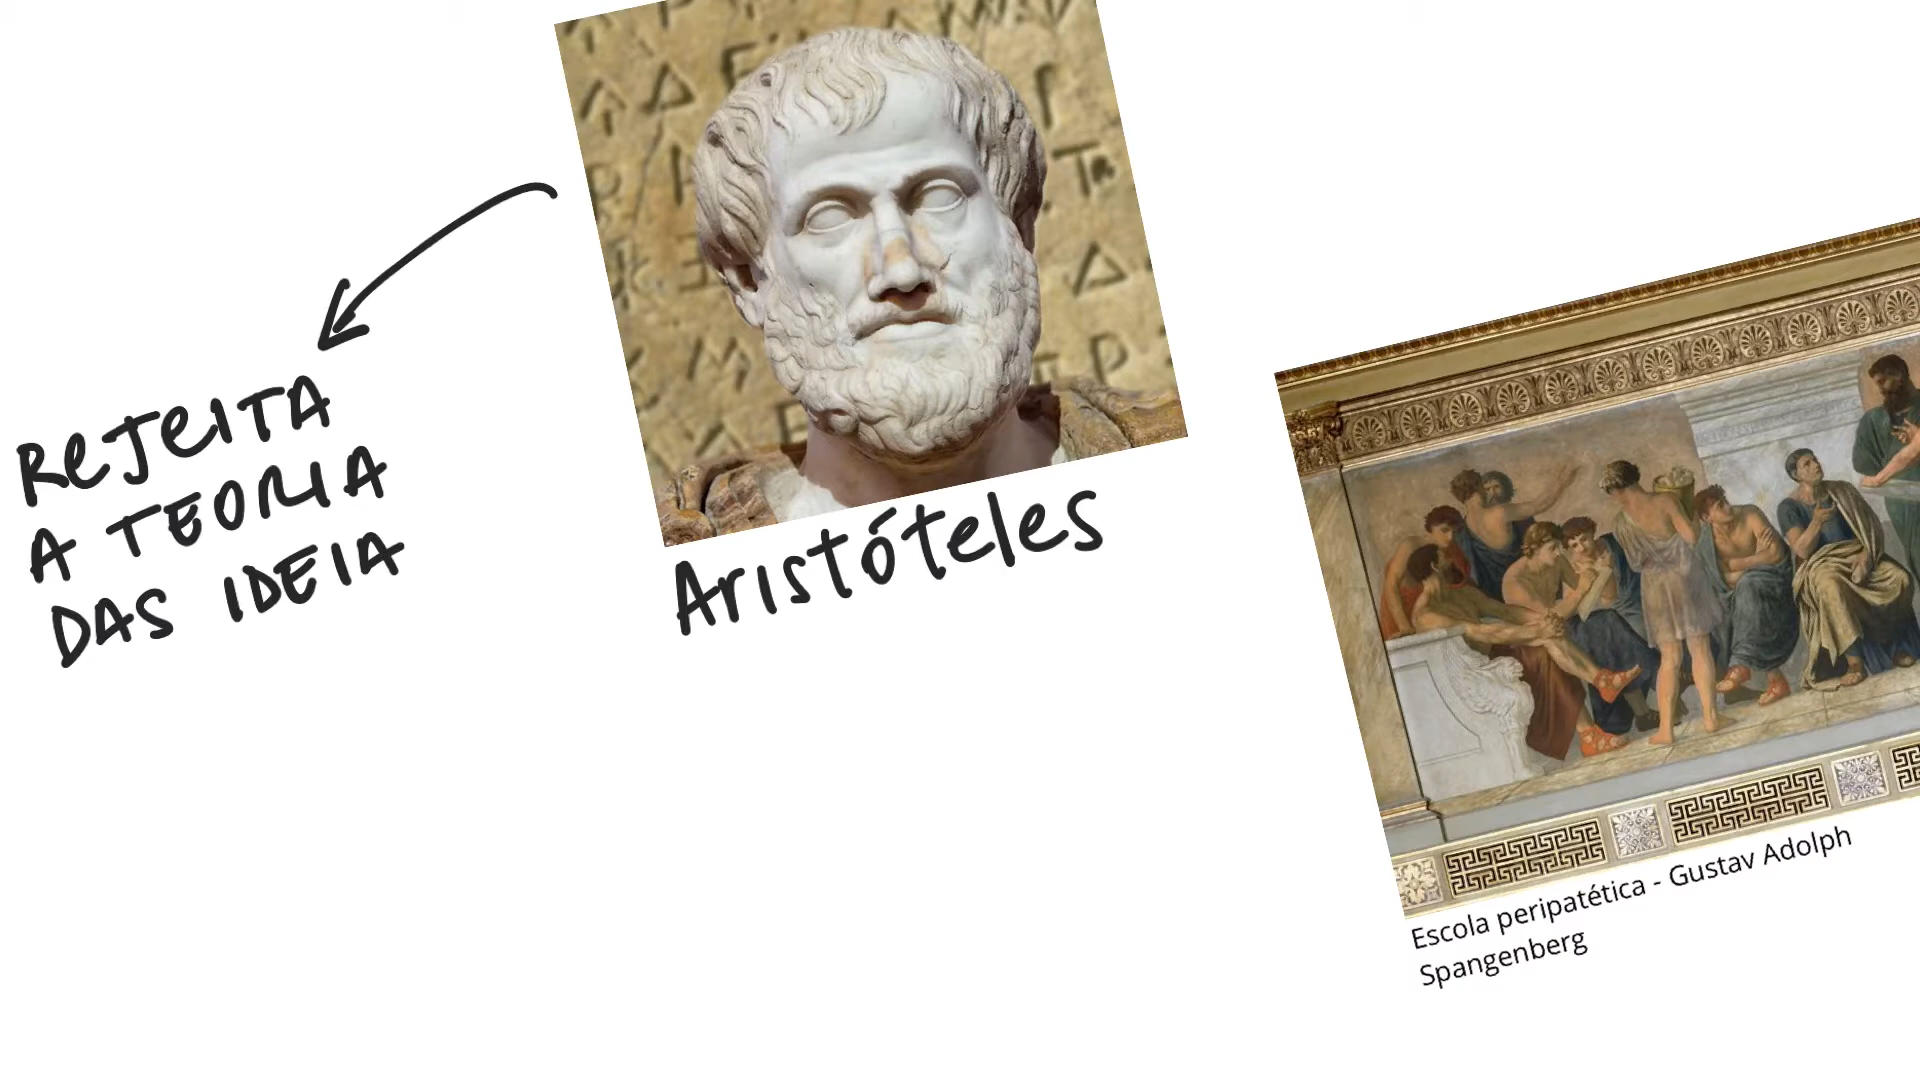 REJEITA
A TEORIA
DAS IDEIA
Aristóteles
Escola peripatética - Gustav Adolph
Spangenberg